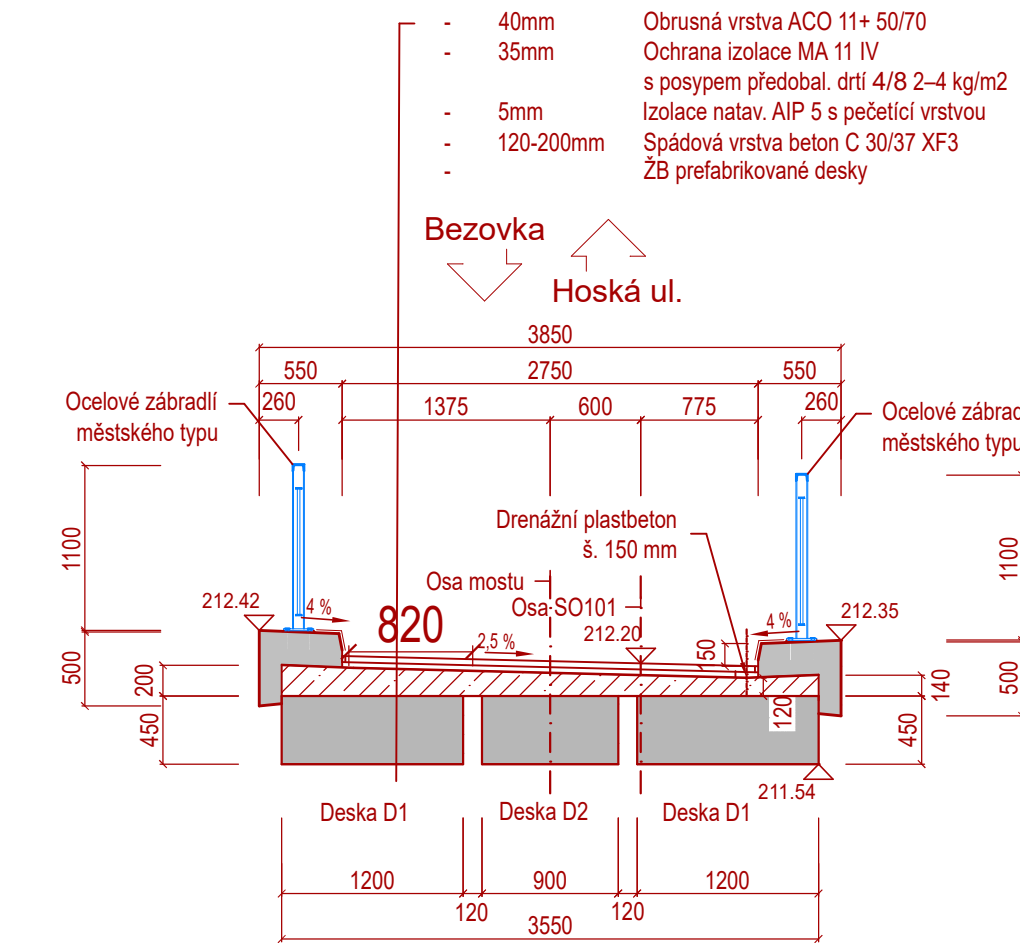 - 40mm Obrusná vrstva ACO 11+ 50/70
- 35mm Ochrana izolace MA 11 IV
s posypem předobal. drtí 4/8 2–4 kg/m2
- 5mm Izolace natav. AIP 5 s pečetící vrstvou
- 120-200mm Spádová vrstva beton C 30/37 XF3
- ŽB prefabrikované desky
Bezovka
Hoská ul.
3850
550 2750 550
260 1375 600 775 260
Ocelové zábradlí
městského typu
Ocelové zábrad
městského typu
1100
1100
Drenážní plastbeton
š. 150 mm
Osa mostu
Osa SO101
212.42
4 %
820
2,5 %
212.20
4 %
212.35
500
200
450
150
120
140
500
450
211.54
Deska D1 Deska D2 Deska D1
1200 900 1200
120 120
3550